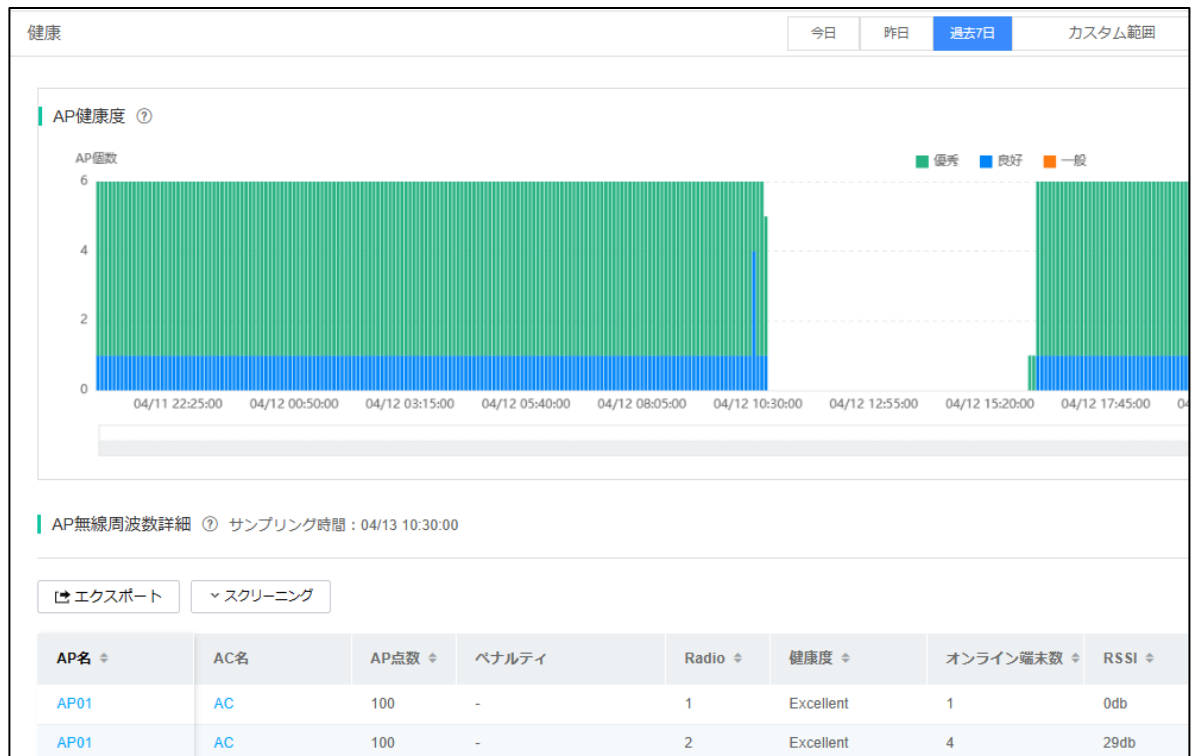 健康 今日 昨日 過去7日 カスタム範囲
AP健康度 ?
AP個数 優秀 良好 一般
6
4
2
0
04/11 22:25:00 04/12 00:50:00 04/12 03:15:00 04/12 05:40:00 04/12 08:05:00 04/12 10:30:00 04/12 12:55:00 04/12 15:20:00 04/12 17:45:00 04
AP無線周波数詳細 ? サンプリング時間：04/13 10:30:00
エクスポート スクリーニング
AP名 AC名 AP点数 ペナルティ Radio 健康度 オンライン端末数 RSSI
AP01 AC 100 - 1 Excellent 1 0db
AP01 AC 100 - 2 Excellent 4 29db